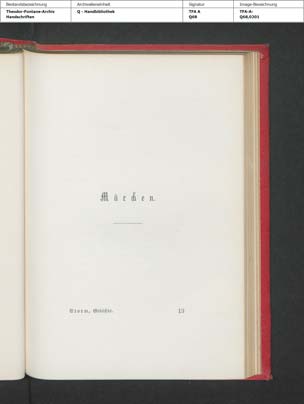 Bestandsbezeichnung
Theodor-Fontane-Archiv
Handschriften
Archivalieneinheit
Q - Handbibliothek
Signatur
TFA A
Q68
Image-Bezeichnung
TFA-A-
Q68,0201
Märchen.
Storm, Gedichte.
13